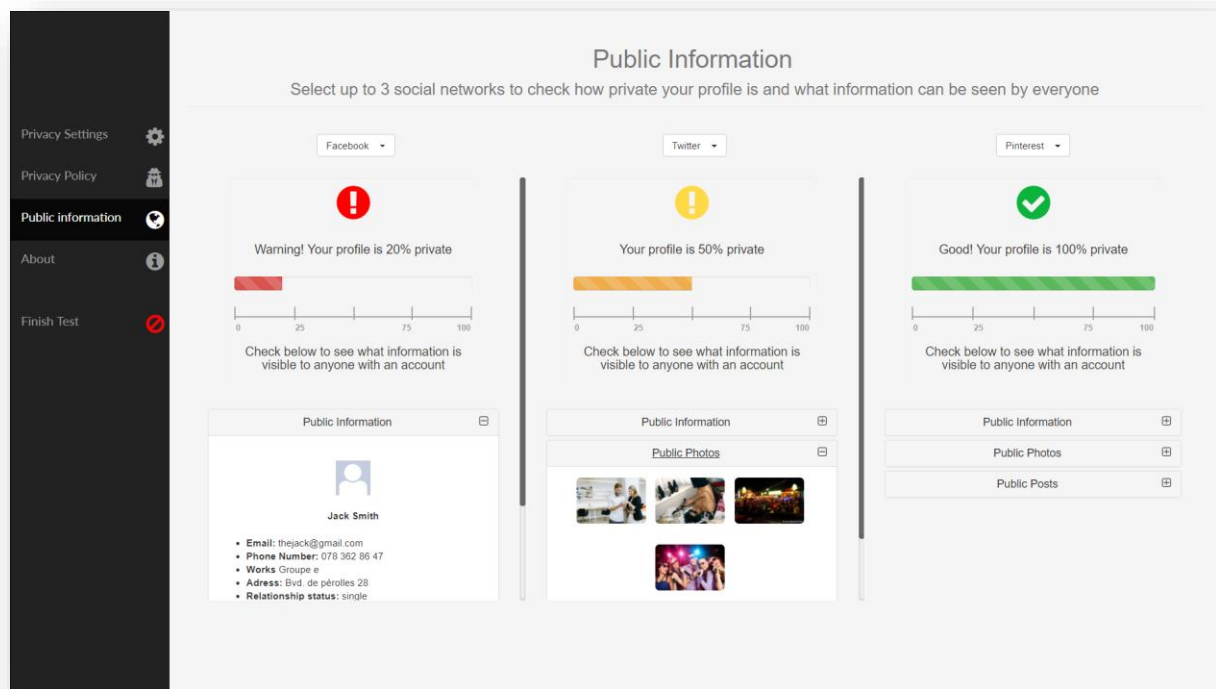 Public Information
Select up to 3 social networks to check how private your profile is and what information can be seen by everyone
Privacy Settings
Privacy Policy
Public information
About
Finish Test
Facebook
Warning! Your profile is 20% private
0 25 75 100
Check below to see what information is
visible to anyone with an account
Public Information
Jack Smith
Email: thejack@gmail.com
Phone Number: 078 362 86 47
Works Groupe e
Adress: Bvd. de pérolles 28
Relationship status: single
Twitter
Your profile is 50% private
0 25 75 100
Check below to see what information is
visible to anyone with an account
Public Information
Public Photos
Pinterest
Good! Your profile is 100% private
0 25 75 100
Check below to see what information is
visible to anyone with an account
Public Information
Public Photos
Public Posts